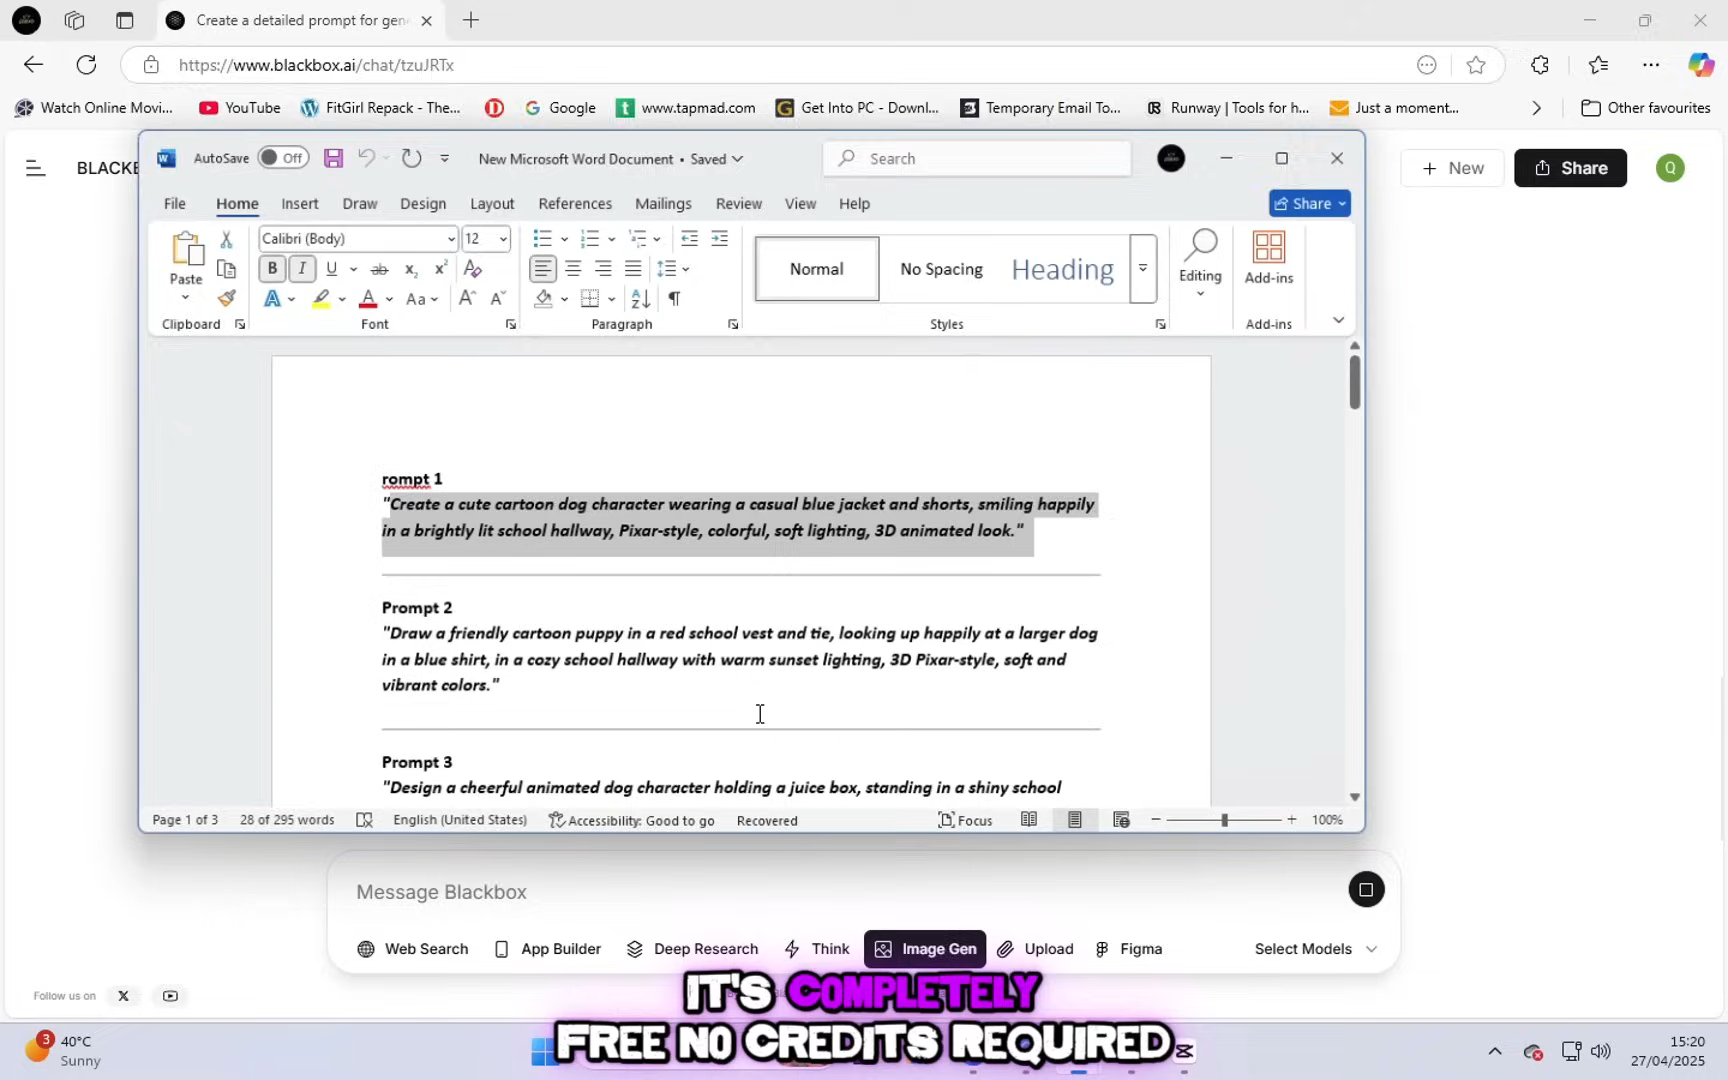 Create a detailed prompt for gene
https://www.blackbox.ai/chat/tzuJRTx
Watch Online Movi...
YouTube
FitGirl Repack - The...
Google
www.tapmad.com
Get Into PC - Downl...
Temporary Email To...
Runway | Tools for h...
Just a moment...
Other favourites
BLACKB
New
Share
Q
AutoSave Off
New Microsoft Word Document • Saved
Search
File Home Insert Draw Design Layout References Mailings Review View Help
Share
Paste
Calibri (Body) 12
Normal
No Spacing
Heading
Editing
Add-ins
Clipboard
Font
Paragraph
Styles
Add-ins
rompt 1
"Create a cute cartoon dog character wearing a casual blue jacket and shorts, smiling happily
in a brightly lit school hallway, Pixar-style, colorful, soft lighting, 3D animated look."
Prompt 2
"Draw a friendly cartoon puppy in a red school vest and tie, looking up happily at a larger dog
in a blue shirt, in a cozy school hallway with warm sunset lighting, 3D Pixar-style, soft and
vibrant colors."
Prompt 3
"Design a cheerful animated dog character holding a juice box, standing in a shiny school
Page 1 of 3
28 of 295 words
English (United States)
Accessibility: Good to go
Recovered
Focus
100%
Message Blackbox
Web Search
App Builder
Deep Research
Think
Image Gen
Upload
Figma
Select Models
Follow us on
IT'S COMPLETELY
FREE NO CREDITS REQUIRED
3
40°C
Sunny
15:20
27/04/2025